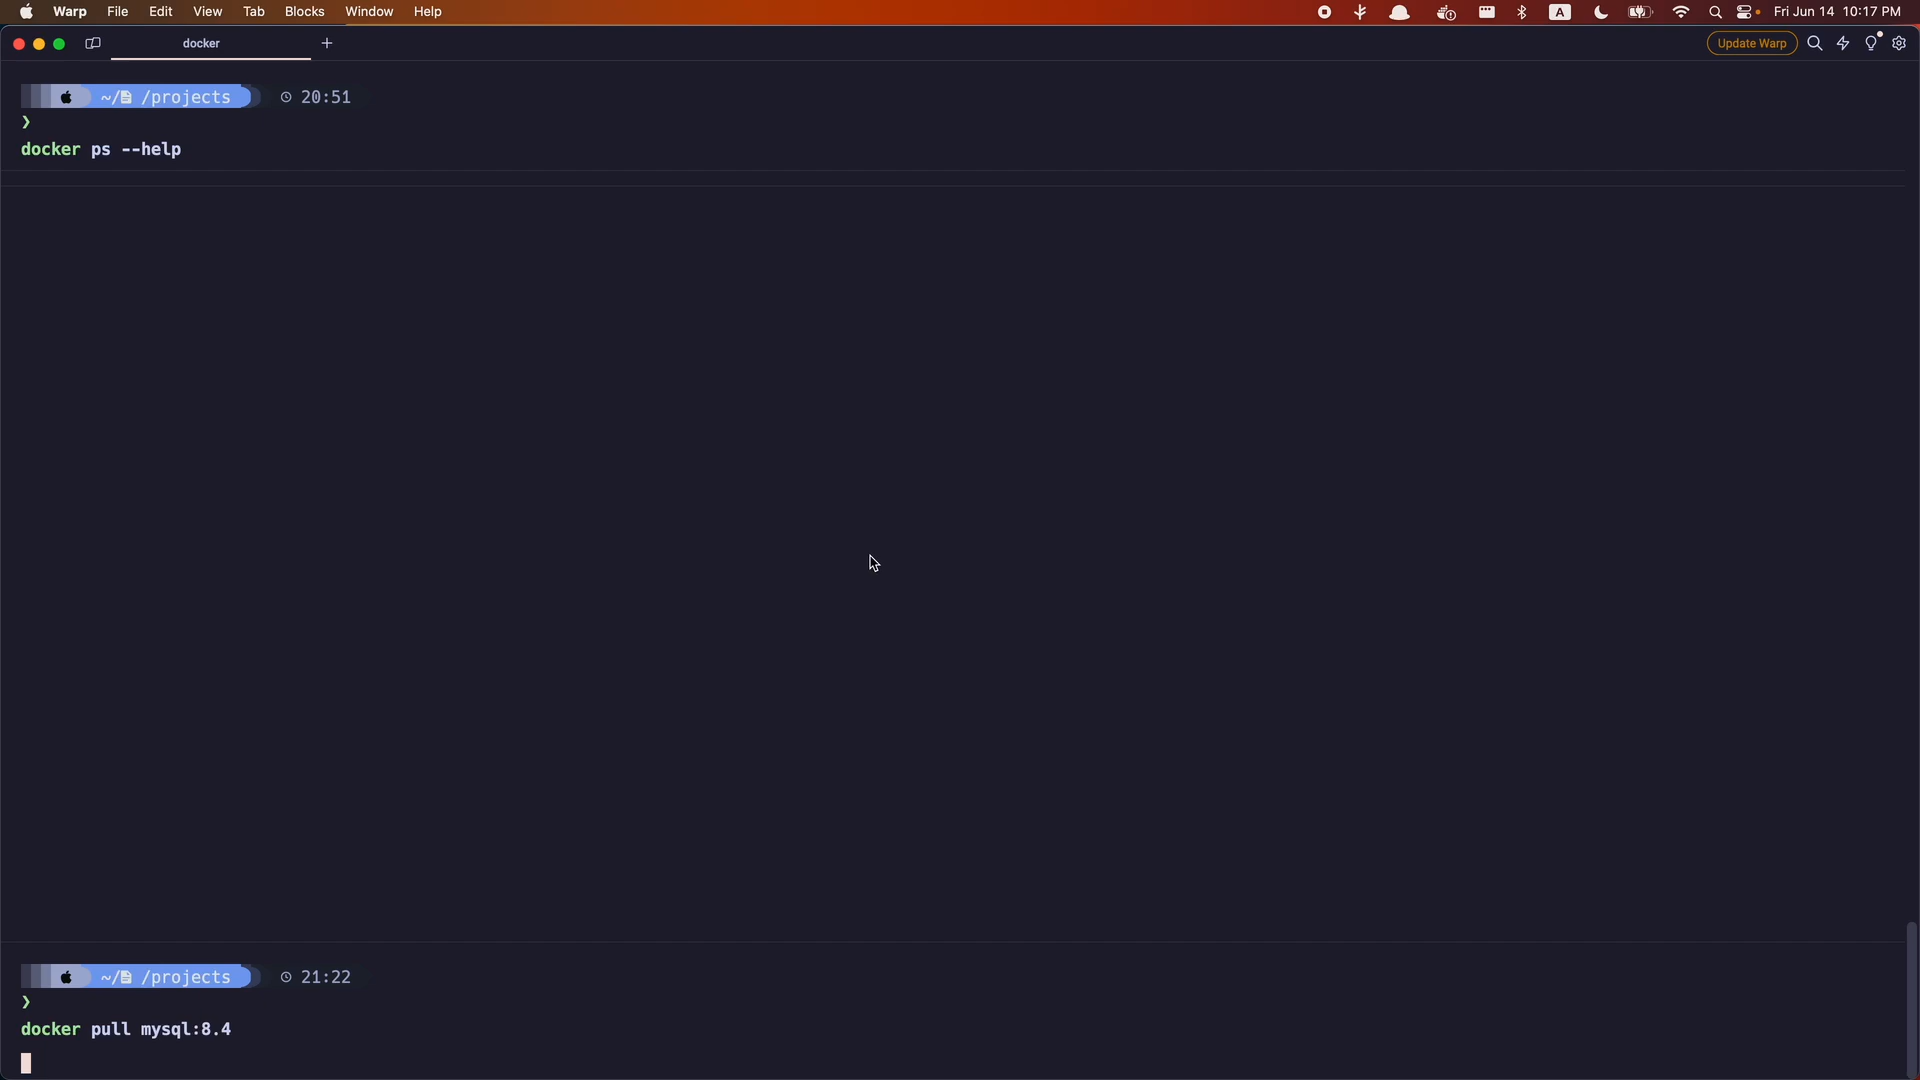 Warp File Edit View Tab Blocks Window Help A Fri Jun 14 10:17 PM
docker + Update Warp
~/ /projects 20:51
❯
docker ps --help
~/ /projects 21:22
❯
docker pull mysql:8.4